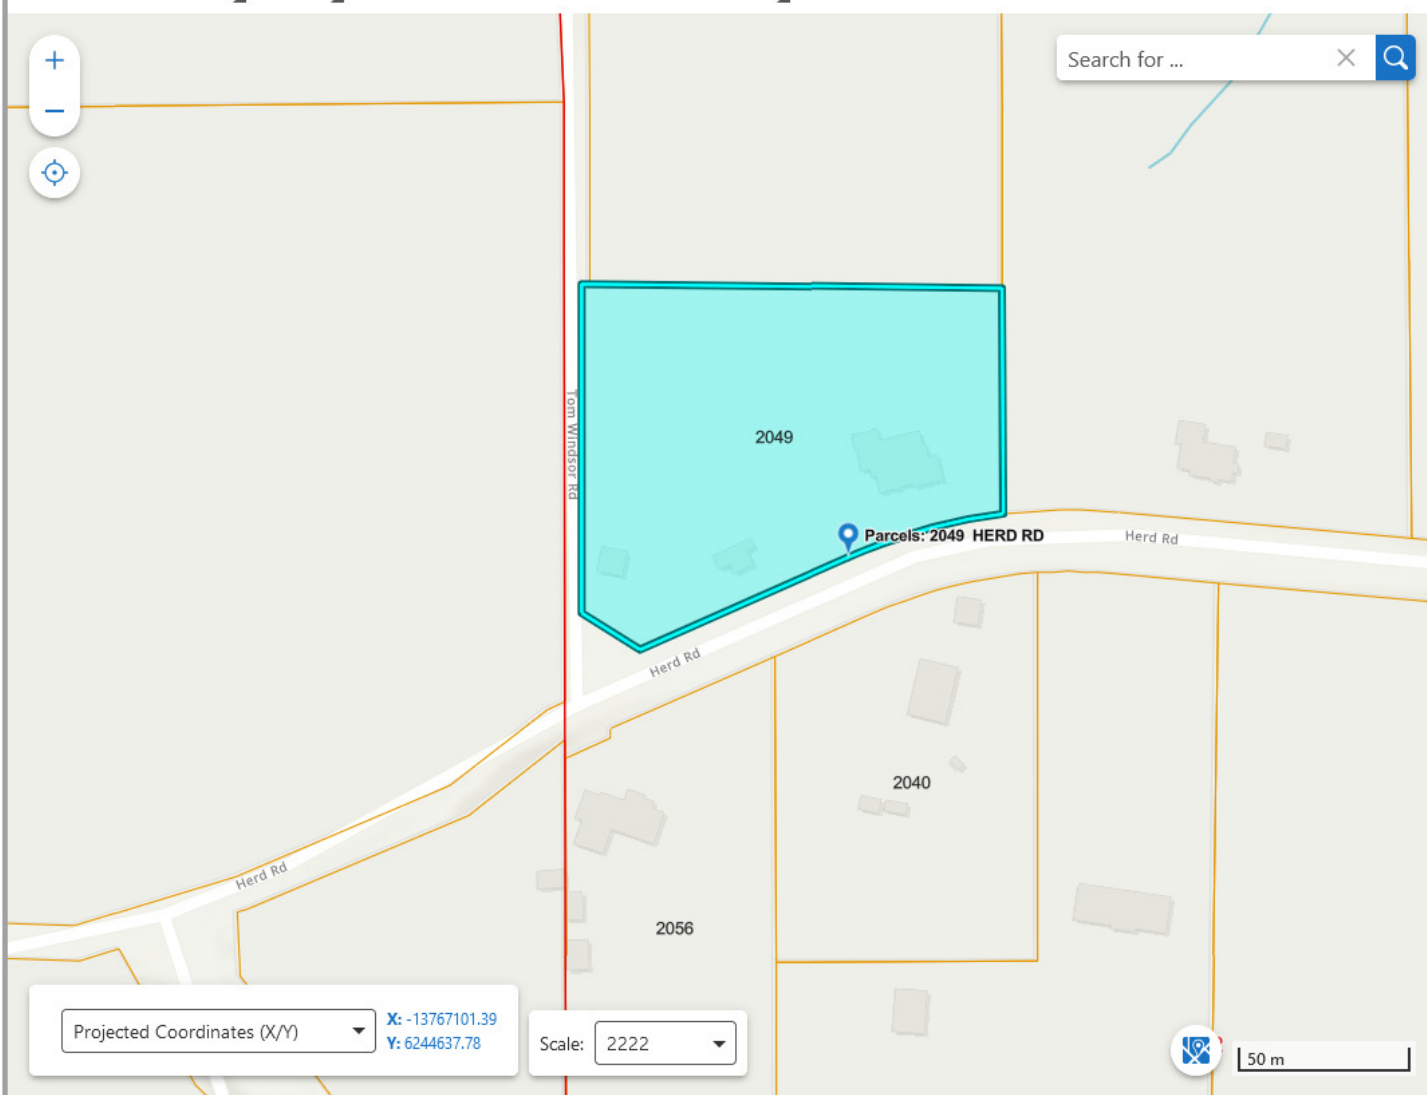 +
Search for ...
−
Tom Windsor Rd
2049
Parcels: 2049 HERD RD
Herd Rd
Herd Rd
2040
Herd Rd
2056
Projected Coordinates (X/Y)
X: -13767101.39
Y: 6244637.78
Scale:
2222
50 m